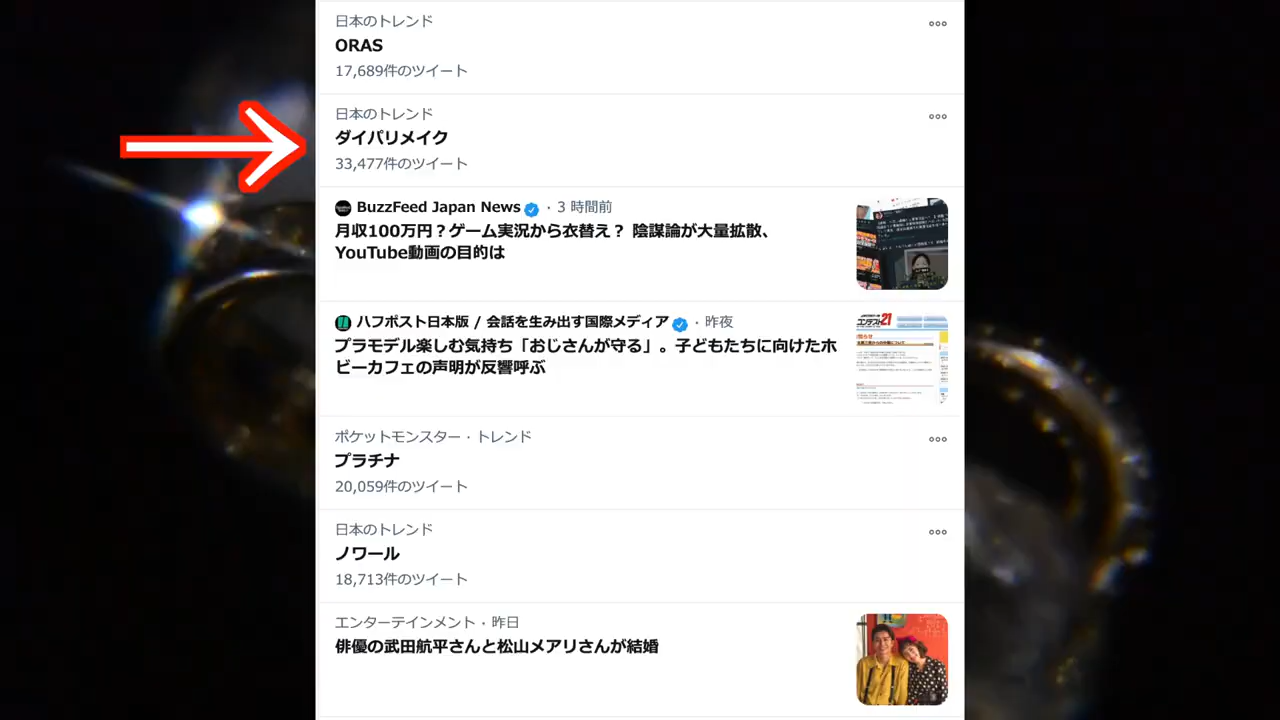 日本のトレンド
ORAS
17,689件のツイート
日本のトレンド
ダイパリメイク
33,477件のツイート
BuzzFeed Japan News · 3 時間前
月収100万円？ゲーム実況から衣替え？ 陰謀論が大量拡散、
YouTube動画の目的は
ハフポスト日本版 / 会話を生み出す国際メディア · 昨夜
プラモデル楽しむ気持ち「おじさんが守る」。子どもたちに向けたホ
ビーカフェの声明が反響呼ぶ
コンテスト21
ポケットモンスター · トレンド
プラチナ
20,059件のツイート
日本のトレンド
ノワール
18,713件のツイート
エンターテインメント · 昨日
俳優の武田航平さんと松山メアリさんが結婚